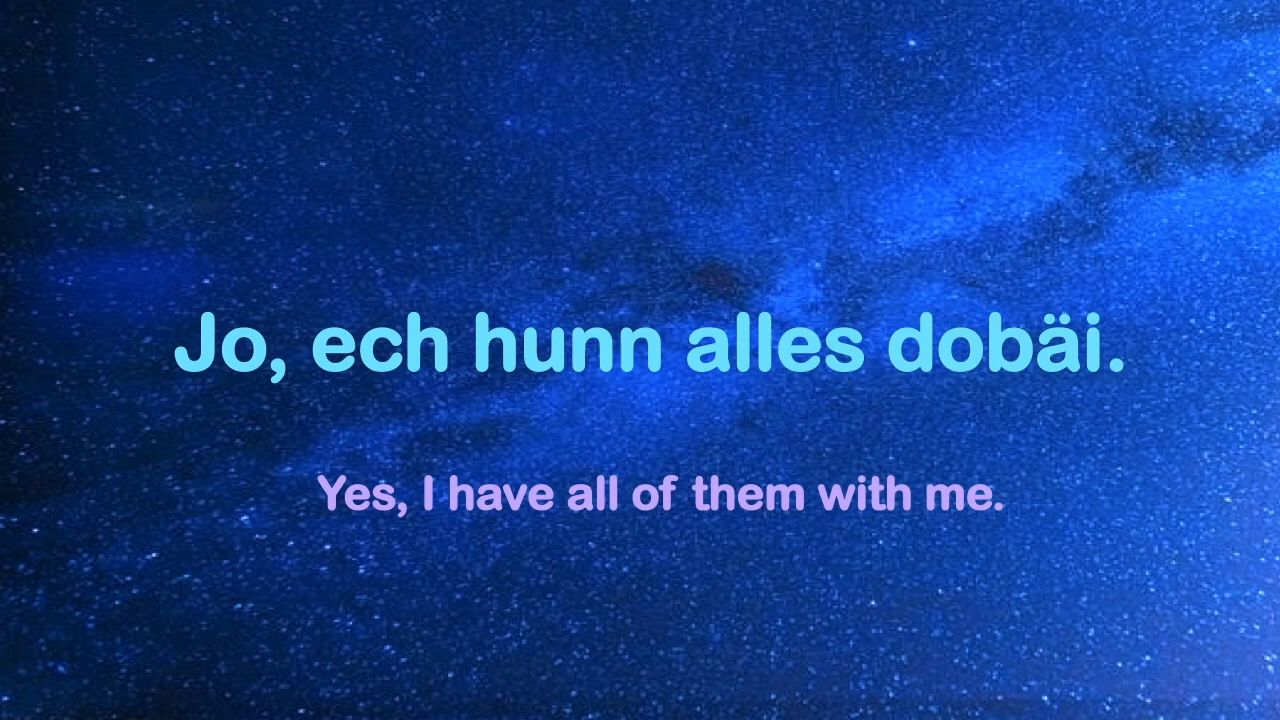 Jo, ech hunn alles dobäi.
Yes, I have all of them with me.